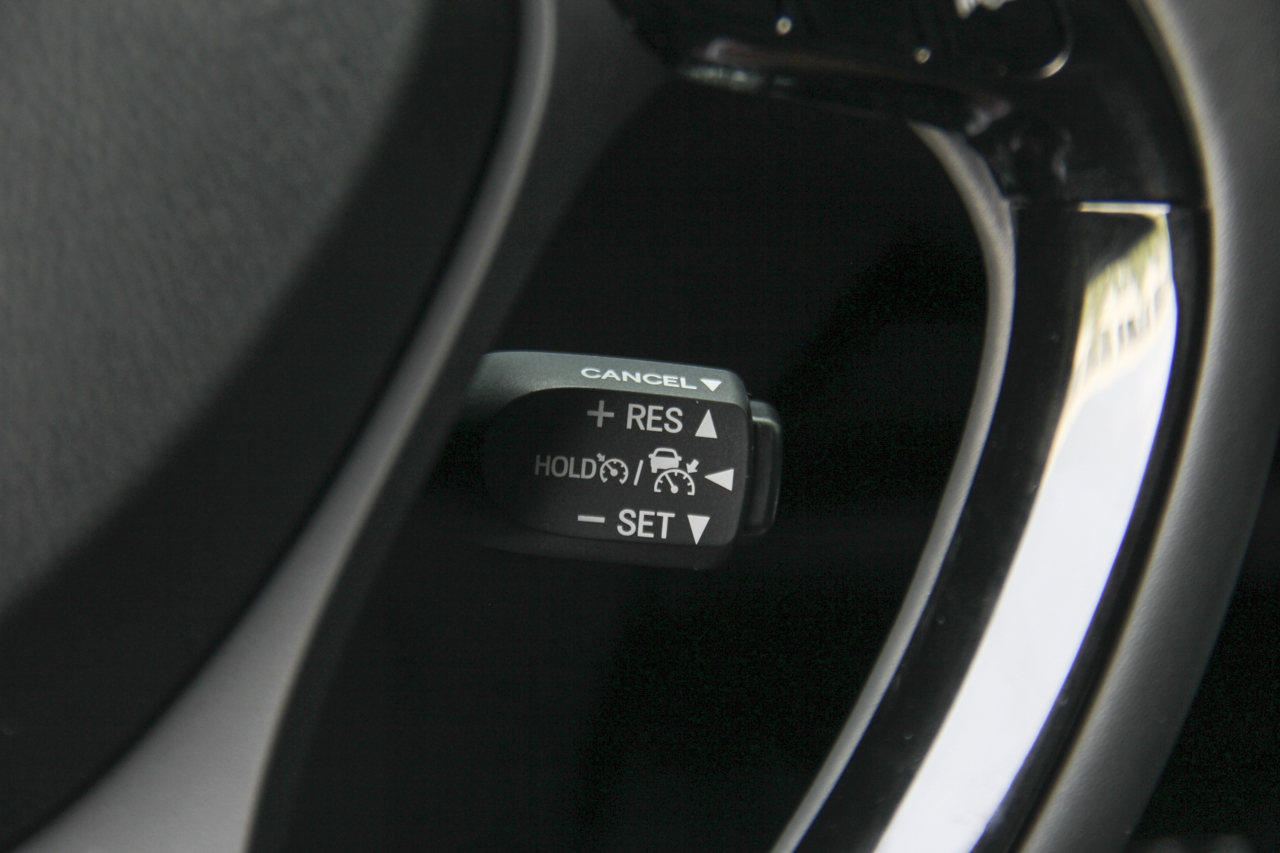 CANCEL▼
+ RES ▲
HOLD / ◀
− SET ▼